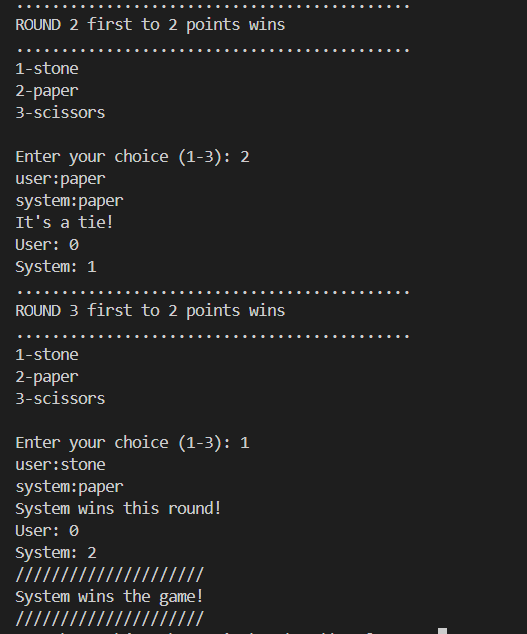 ............................................
ROUND 2 first to 2 points wins
............................................
1-stone
2-paper
3-scissors
Enter your choice (1-3): 2
user:paper
system:paper
It's a tie!
User: 0
System: 1
............................................
ROUND 3 first to 2 points wins
............................................
1-stone
2-paper
3-scissors
Enter your choice (1-3): 1
user:stone
system:paper
System wins this round!
User: 0
System: 2
/////////////////////
System wins the game!
/////////////////////